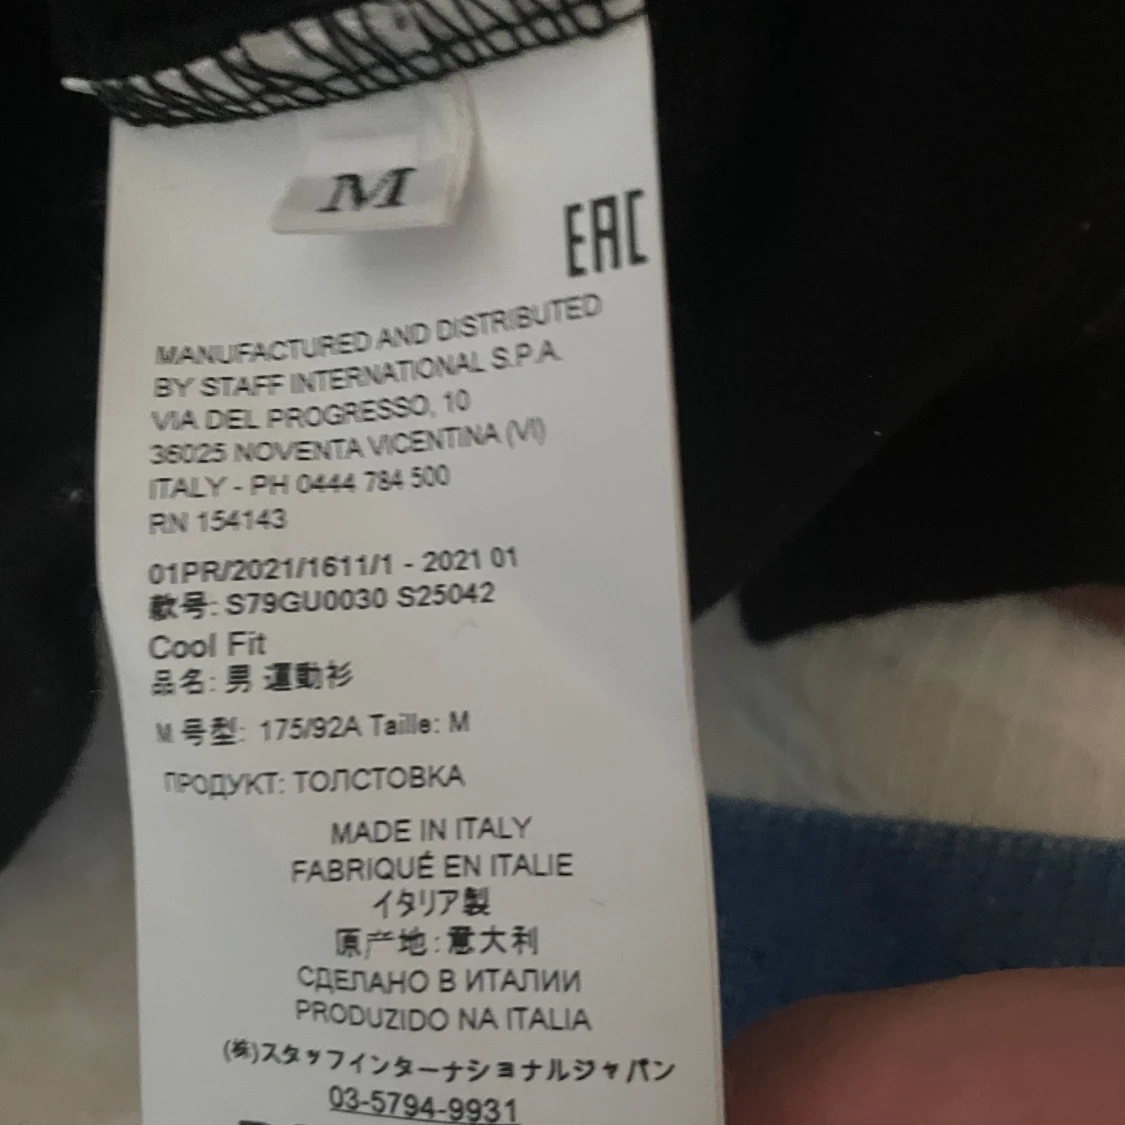 M
EAC
MANUFACTURED AND DISTRIBUTED
BY STAFF INTERNATIONAL S.P.A.
VIA DEL PROGRESSO, 10
36025 NOVENTA VICENTINA (VI)
ITALY - PH 0444 784 500
RN 154143
01PR/2021/1611/1 - 2021 01
款号: S79GU0030 S25042
Cool Fit
品名: 男 運動衫
M 号型: 175/92A Taille: M
ПРОДУКТ: ТОЛСТОВКА
MADE IN ITALY
FABRIQUÉ EN ITALIE
イタリア製
原产地: 意大利
СДЕЛАНО В ИТАЛИИ
PRODUZIDO NA ITALIA
(株)スタッフインターナショナルジャパン
03-5794-9931